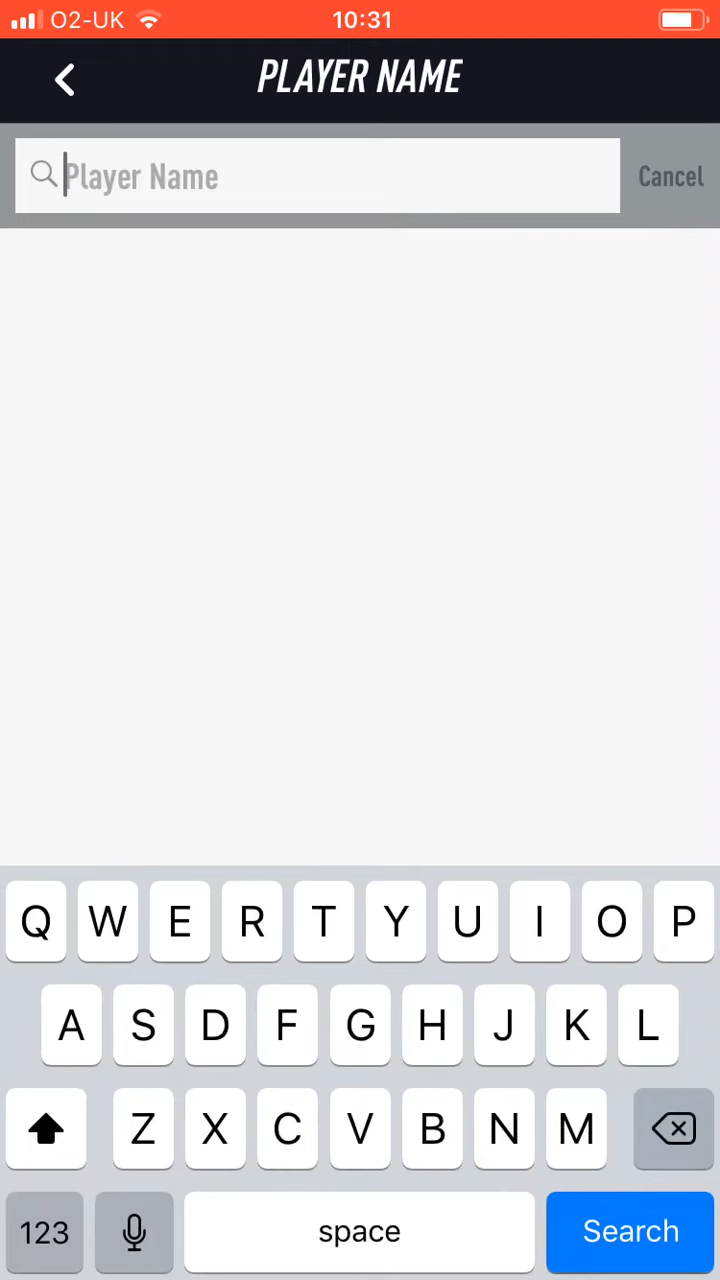 O2-UK 10:31
PLAYER NAME
Player Name Cancel
Q W E R T Y U I O P
A S D F G H J K L
Z X C V B N M
123 space Search